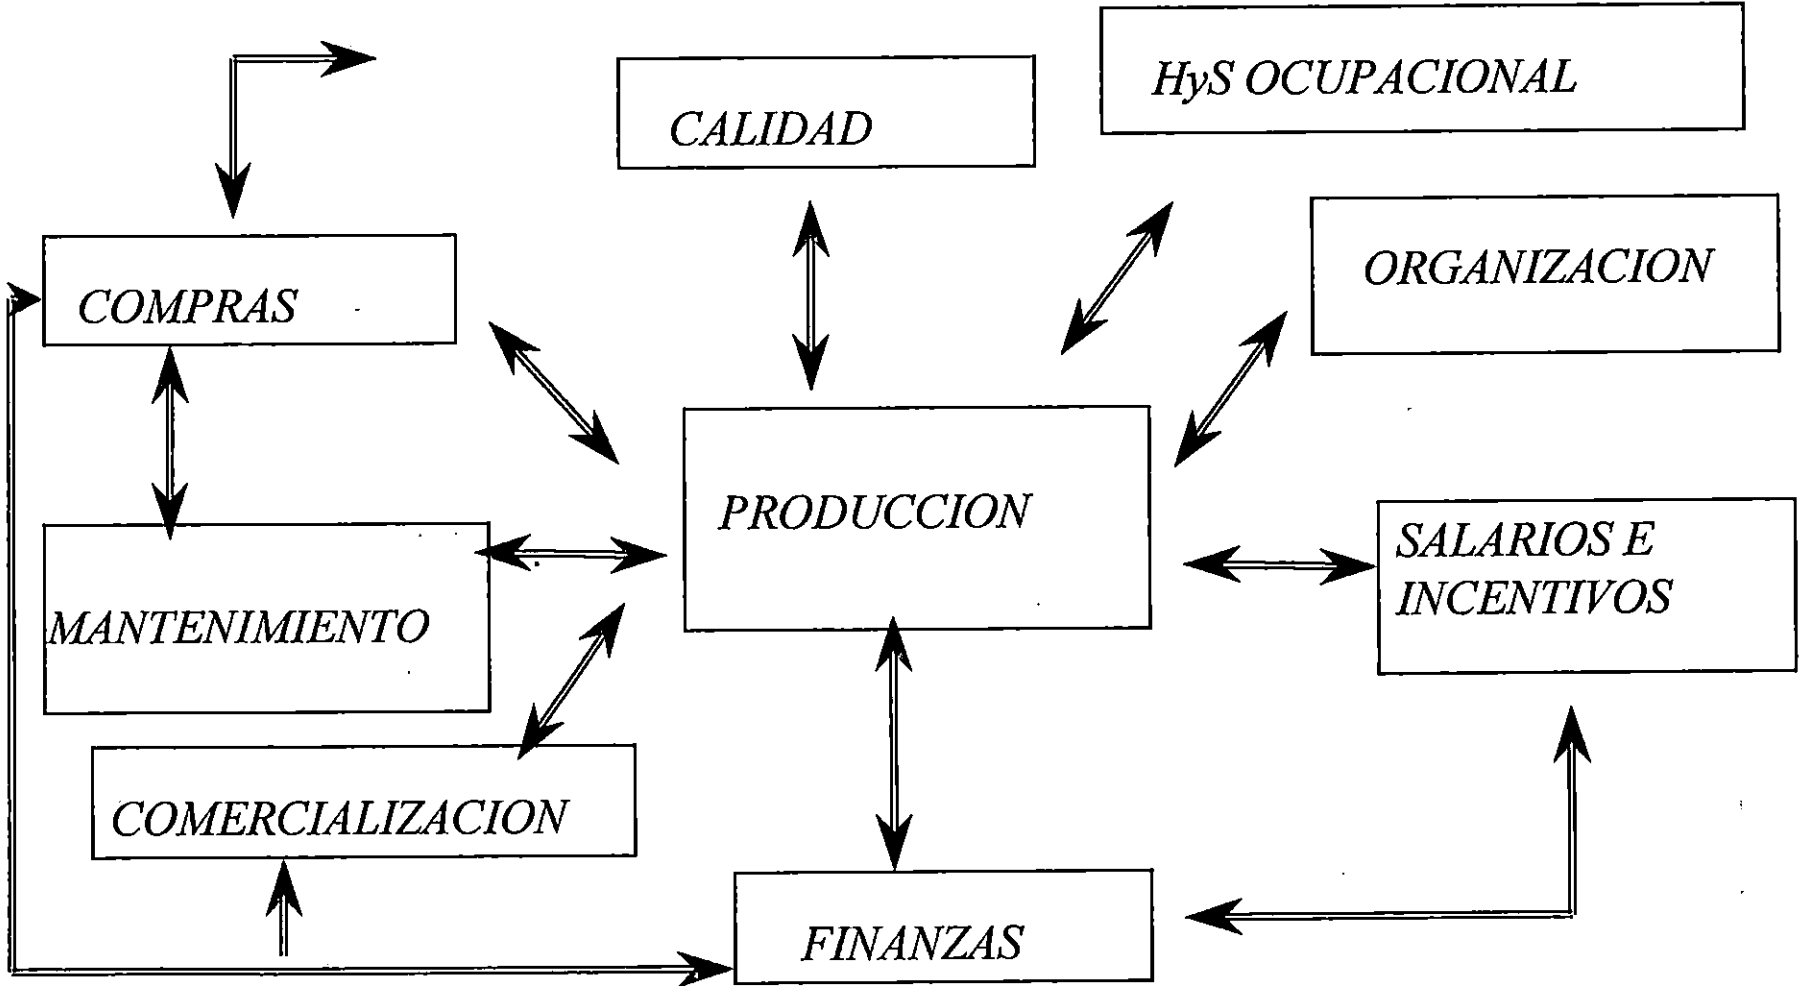 HyS OCUPACIONAL
CALIDAD
ORGANIZACION
COMPRAS
PRODUCCION
SALARIOS E
INCENTIVOS
MANTENIMIENTO
COMERCIALIZACION
FINANZAS